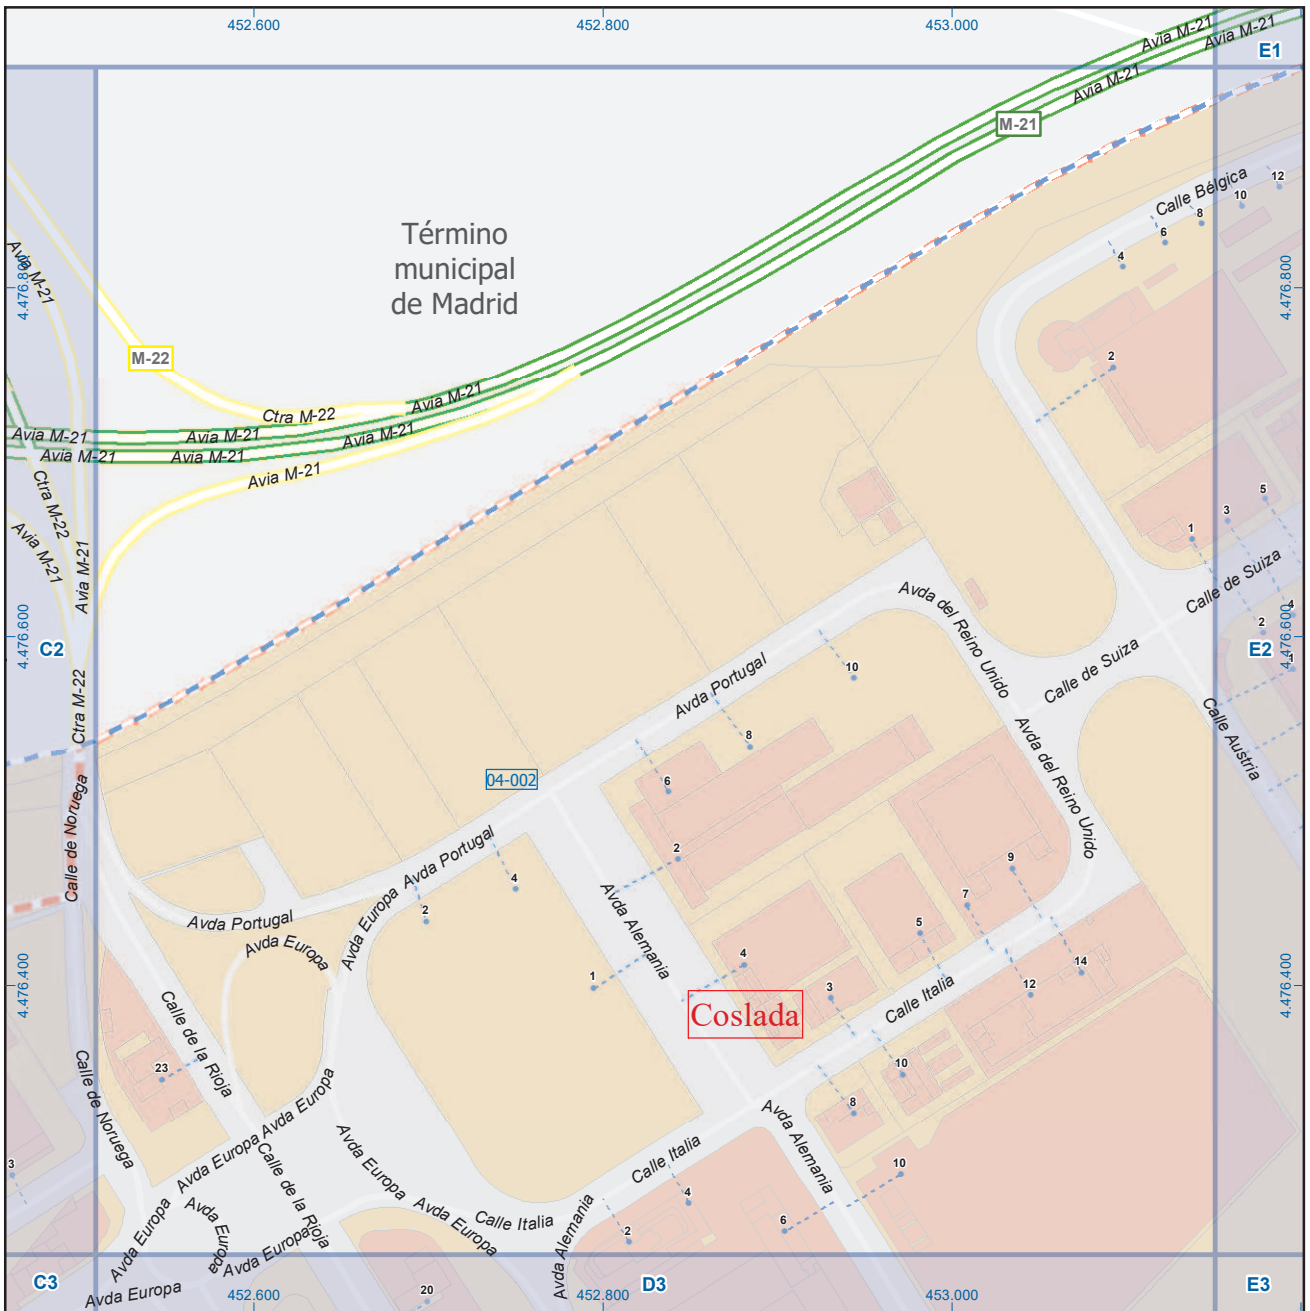 452.600
452.800
453.000
Avia M-21
Avia M-21
E1
Avia M-21
M-21
Término
municipal
de Madrid
Calle Bélgica
12
10
8
6
4
Avia M-21
4.476.800
4.476.800
M-22
2
Ctra M-22
Avia M-21
Avia M-21
Avia M-21
Avia M-21
Avia M-21
Avia M-21
Avia M-21
Ctra M-22
Avia M-21
Avia M-21
5
3
1
Calle de Suiza
4
2
1
4.476.600
4.476.600
C2
E2
Avda del Reino Unido
Calle de Suiza
Avda Portugal
10
8
6
Ctra M-22
Calle Austria
Avda del Reino Unido
04-002
Calle de Noruega
Avda Portugal
4
2
2
Avda Europa
Avda Portugal
Avda Europa
Avda Alemania
9
7
5
4
3
1
14
12
4.476.400
4.476.400
Coslada
Calle Italia
Calle de la Rioja
23
10
8
Calle de Noruega
Avda Europa
Avda Europa
Avda Europa
Calle de la Rioja
Avda Alemania
Calle Italia
3
10
4
6
2
Avda Europa
Avda Europa
Avda Europa
Avda Europa
Calle Italia
Avda Alemania
Avda Europa
C3
D3
E3
20
452.600
452.800
453.000